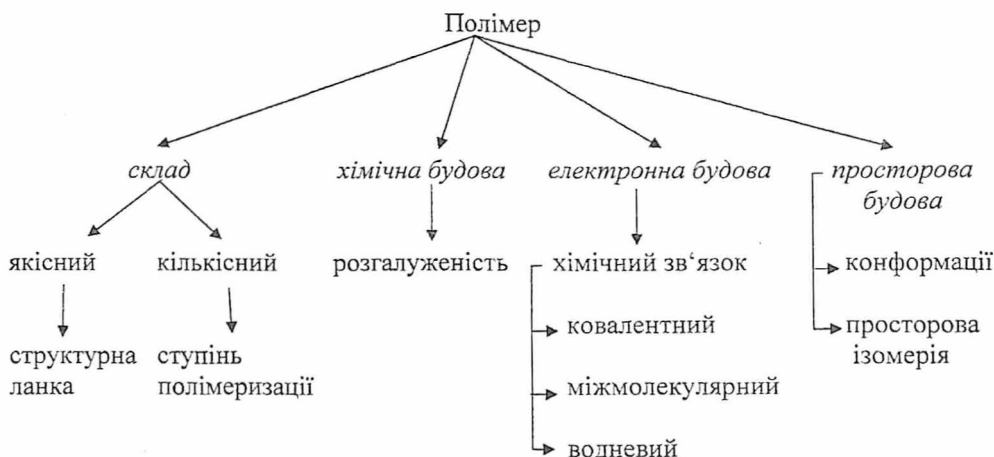 Полімер
склад
хімічна будова
електронна будова
просторова
будова
якісний
кількісний
розгалуженість
хімічний зв‘язок
конформації
структурна
ланка
ступінь
полімеризації
ковалентний
просторова
ізомерія
міжмолекулярний
водневий